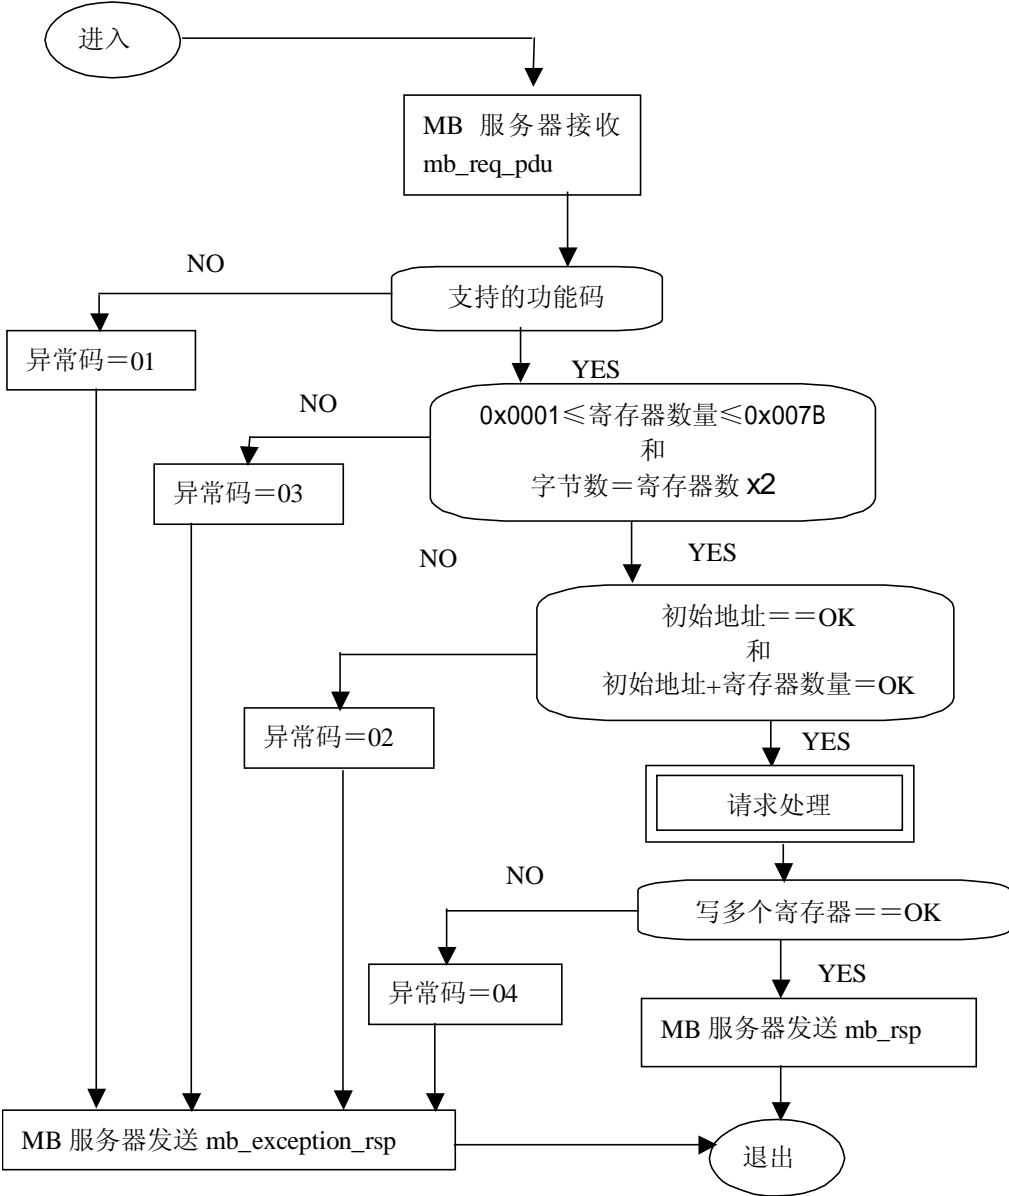 进入
MB 服务器接收
mb_req_pdu
NO
支持的功能码
异常码＝01
YES
NO
0x0001≤寄存器数量≤0x007B
和
字节数＝寄存器数 x2
异常码＝03
NO
YES
初始地址＝＝OK
和
初始地址+寄存器数量＝OK
异常码＝02
YES
请求处理
NO
写多个寄存器＝＝OK
YES
异常码＝04
MB 服务器发送 mb_rsp
MB 服务器发送 mb_exception_rsp
退出